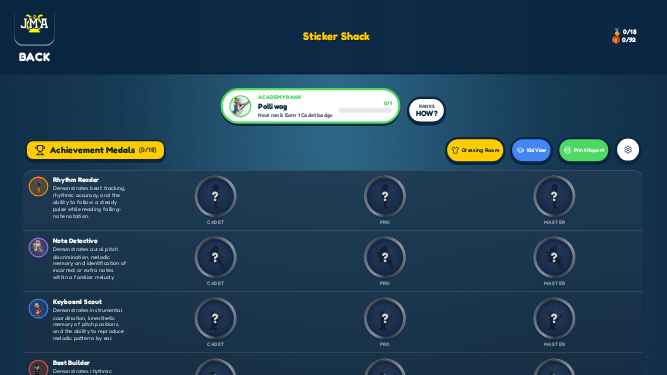 JMA
BACK
Sticker Shack
0/18
0/92
ACADEMY RANK
Polliwog
Next rank: Earn 1 Cadet badge
0/1
RANKS
HOW?
Achievement Medals (0/18)
Dressing Room
Kid View
Print Report
Rhythm Reader
Demonstrates beat tracking,
rhythmic accuracy, and the
ability to follow a steady
pulse while reading falling-
note notation.
?
CADET
?
PRO
?
MASTER
Note Detective
Demonstrates aural pitch
discrimination, melodic
memory and identification of
incorrect or extra notes
within a familiar melody.
?
CADET
?
PRO
?
MASTER
Keyboard Scout
Demonstrates instrumental
coordination, kinesthetic
memory of pitch positions
and the ability to reproduce
melodic patterns by ear.
?
CADET
?
PRO
?
MASTER
Beat Builder
Demonstrates rhythmic
?
?
?